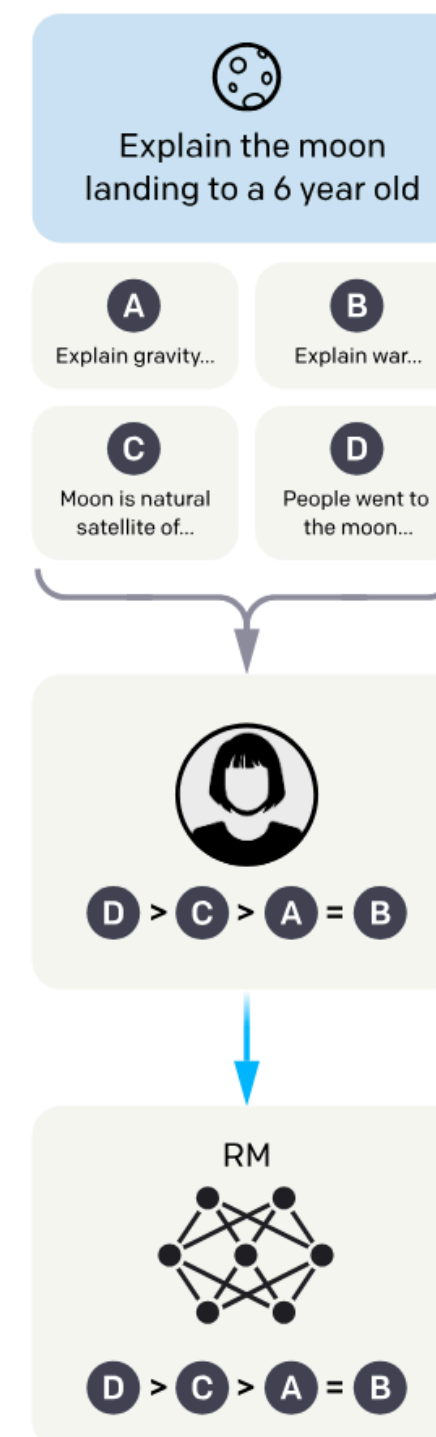 Explain the moon
landing to a 6 year old
A
B
Explain gravity...
Explain war...
C
D
Moon is natural
satellite of...
People went to
the moon...
D > C > A = B
RM
D > C > A = B